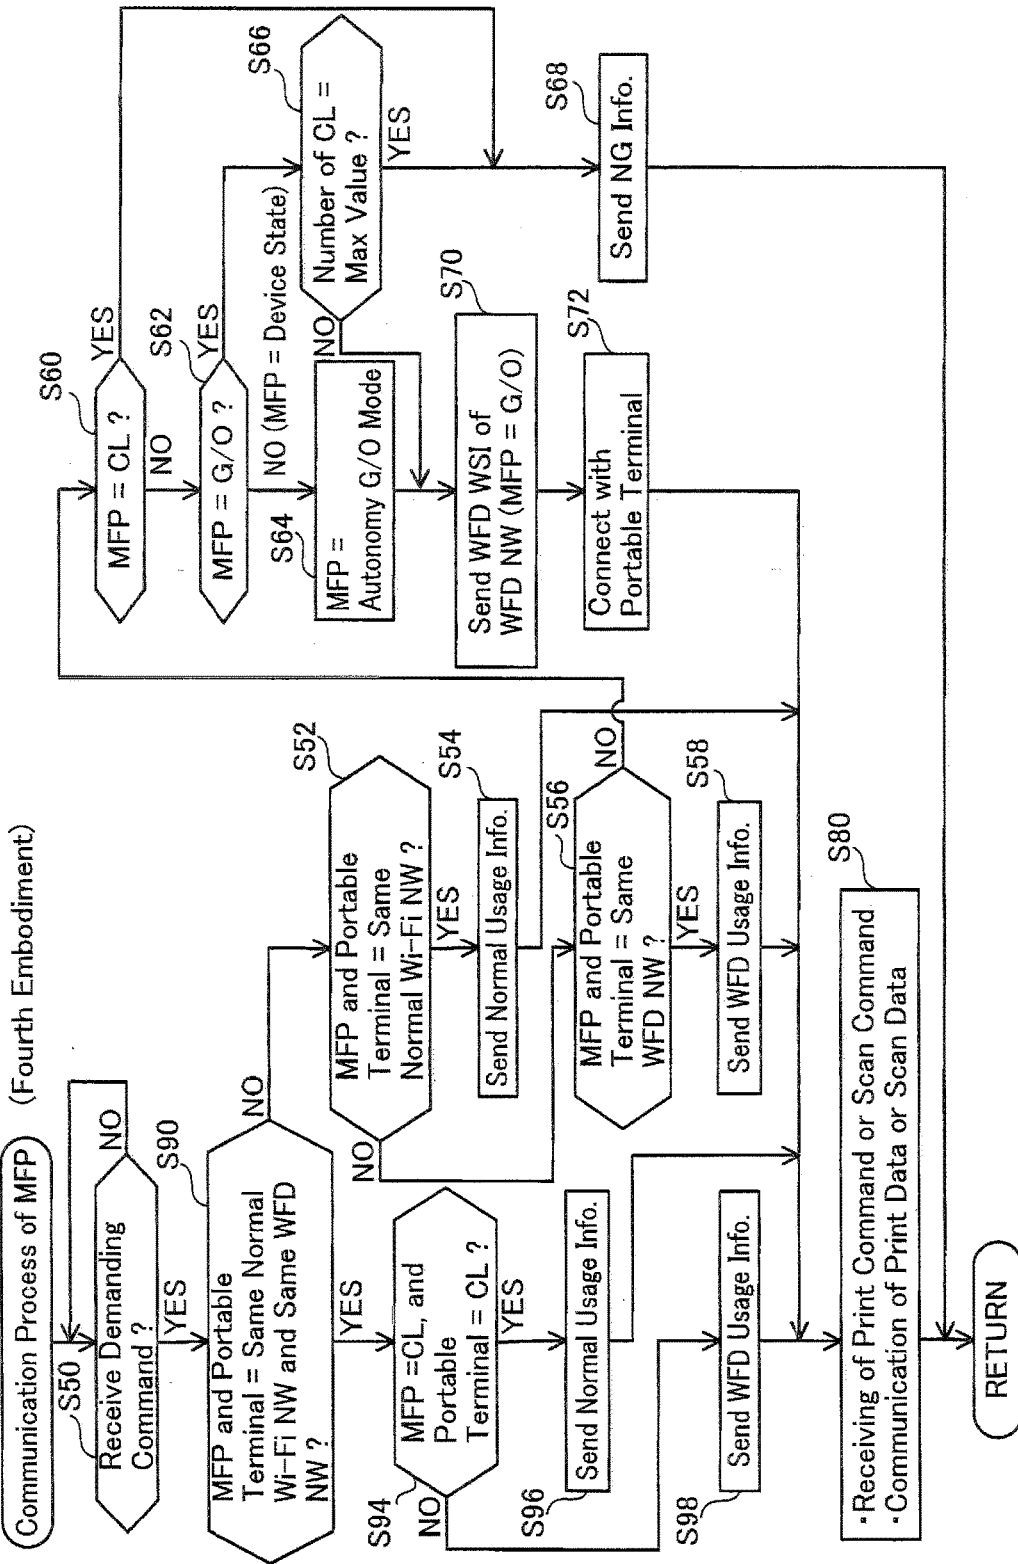 Communication Process of MFP (Fourth Embodiment)
S50
Receive Demanding
Command ?
NO
YES
S90
MFP and Portable
Terminal = Same Normal
Wi-Fi NW and Same WFD
NW ?
NO
YES
S94
MFP =CL, and
Portable
Terminal = CL ?
NO
YES
S96
Send Normal Usage Info.
S98
Send WFD Usage Info.
S52
MFP and Portable
Terminal = Same
Normal Wi-Fi NW ?
NO
YES
S54
Send Normal Usage Info.
S56
MFP and Portable
Terminal = Same
WFD NW ?
NO
YES
S58
Send WFD Usage Info.
S60
MFP = CL ?
YES
NO
S62
MFP = G/O ?
YES
NO (MFP = Device State)
S64
MFP =
Autonomy G/O Mode
S66
Number of CL =
Max Value ?
NO
YES
S70
Send WFD WSI of
WFD NW (MFP = G/O)
S72
Connect with
Portable Terminal
S68
Send NG Info.
S80
•Receiving of Print Command or Scan Command
•Communication of Print Data or Scan Data
RETURN